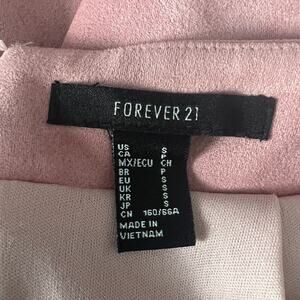 FOREVER 21
US S
CA S
MX/ECU CH
BR P
EU S
UK S
KR S
JP S
CN 160/66A
MADE IN
VIETNAM